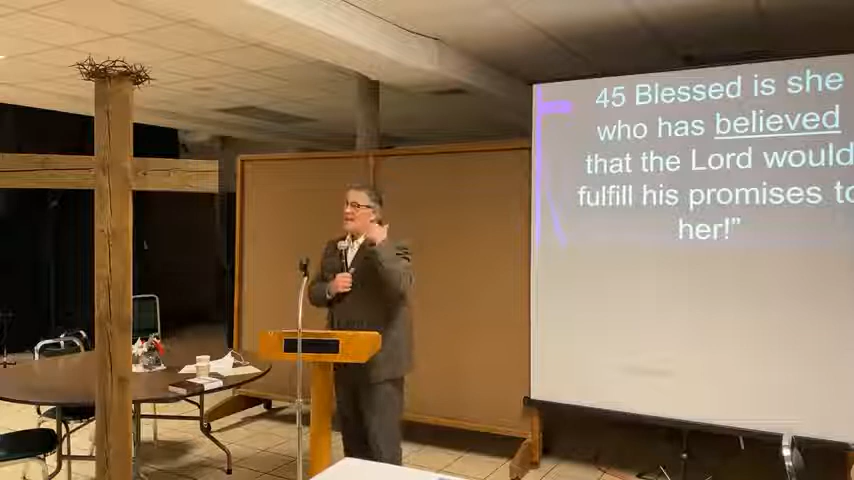 45 Blessed is she
who has believed
that the Lord would
fulfill his promises to
her!”